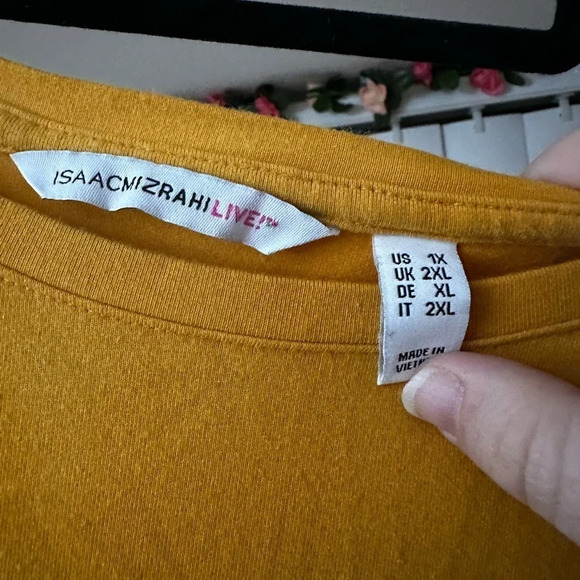 ISAACMIZRAHILIVE!™
US 1X
UK 2XL
DE XL
IT 2XL
MADE IN